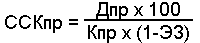 ССКпр = Дпр х 100
Кпр х (1-ЭЗ)